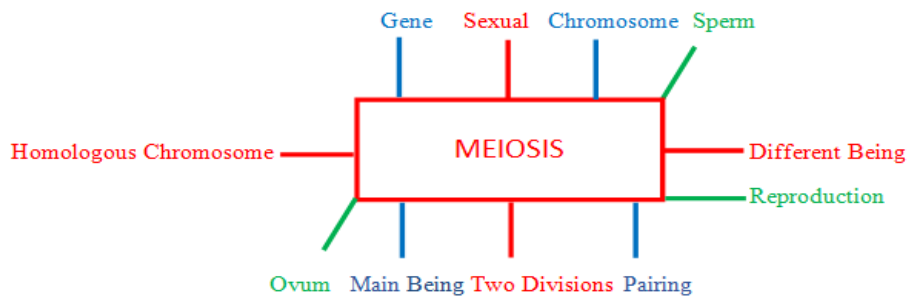 Gene Sexual Chromosome Sperm
MEIOSIS
Homologous Chromosome
Different Being
Reproduction
Ovum Main Being Two Divisions Pairing